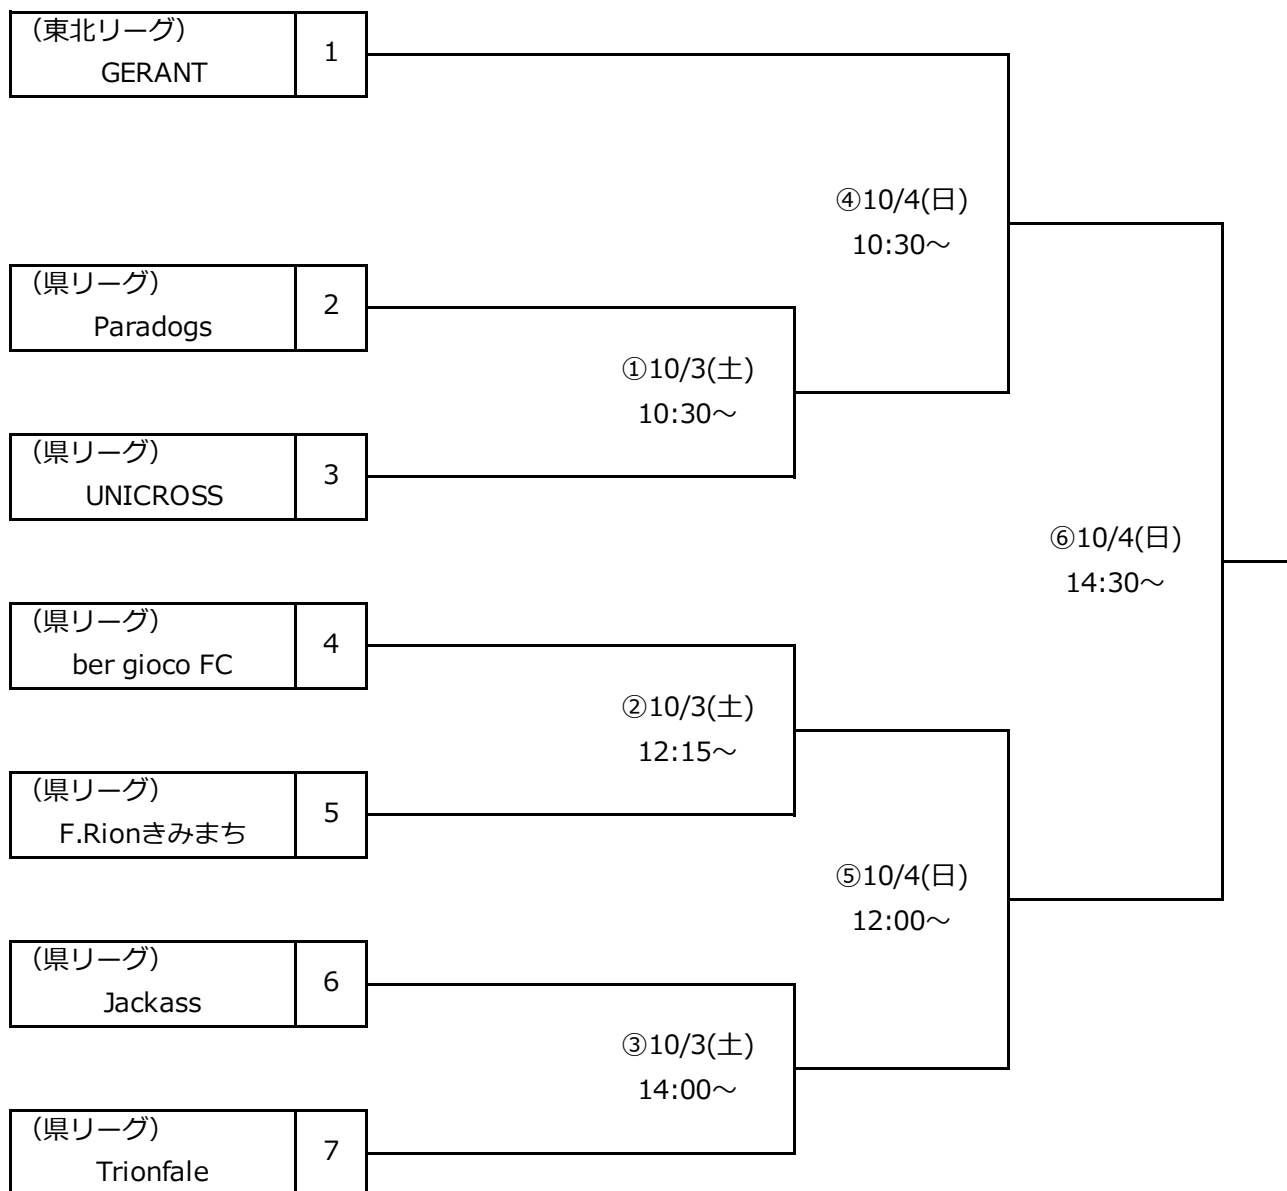 （東北リーグ）
GERANT
1
④10/4(日)
10:30～
（県リーグ）
Paradogs
2
①10/3(土)
10:30～
（県リーグ）
UNICROSS
3
⑥10/4(日)
14:30～
（県リーグ）
ber gioco FC
4
②10/3(土)
12:15～
（県リーグ）
F.Rionきみまち
5
⑤10/4(日)
12:00～
（県リーグ）
Jackass
6
③10/3(土)
14:00～
（県リーグ）
Trionfale
7